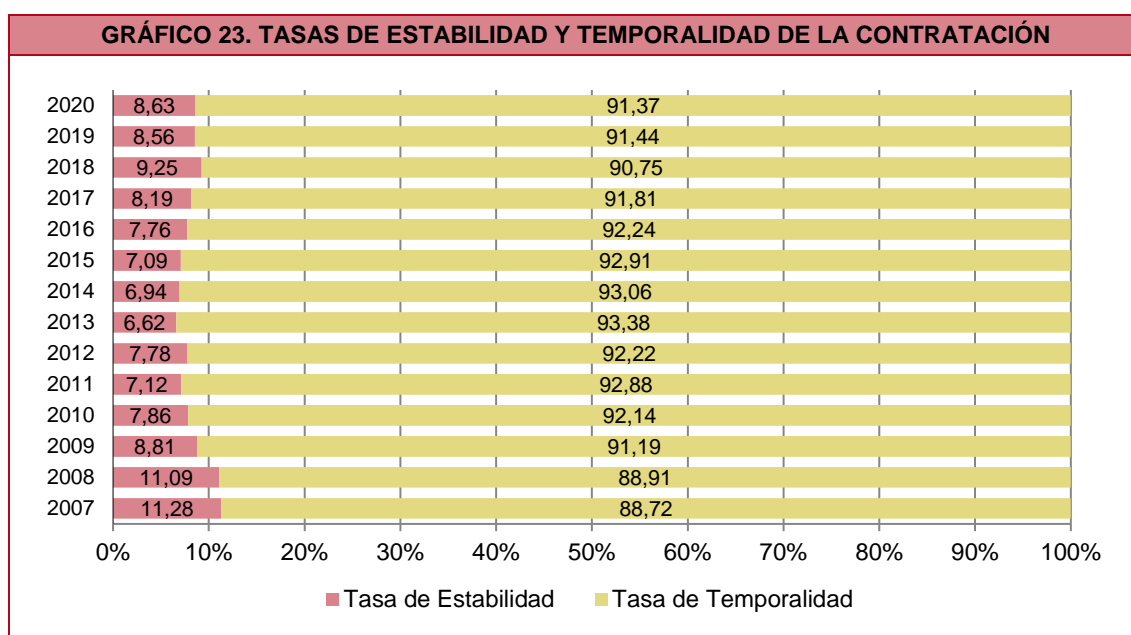 GRÁFICO 23. TASAS DE ESTABILIDAD Y TEMPORALIDAD DE LA CONTRATACIÓN
2020 8,63 91,37
2019 8,56 91,44
2018 9,25 90,75
2017 8,19 91,81
2016 7,76 92,24
2015 7,09 92,91
2014 6,94 93,06
2013 6,62 93,38
2012 7,78 92,22
2011 7,12 92,88
2010 7,86 92,14
2009 8,81 91,19
2008 11,09 88,91
2007 11,28 88,72
0% 10% 20% 30% 40% 50% 60% 70% 80% 90% 100%
Tasa de Estabilidad Tasa de Temporalidad